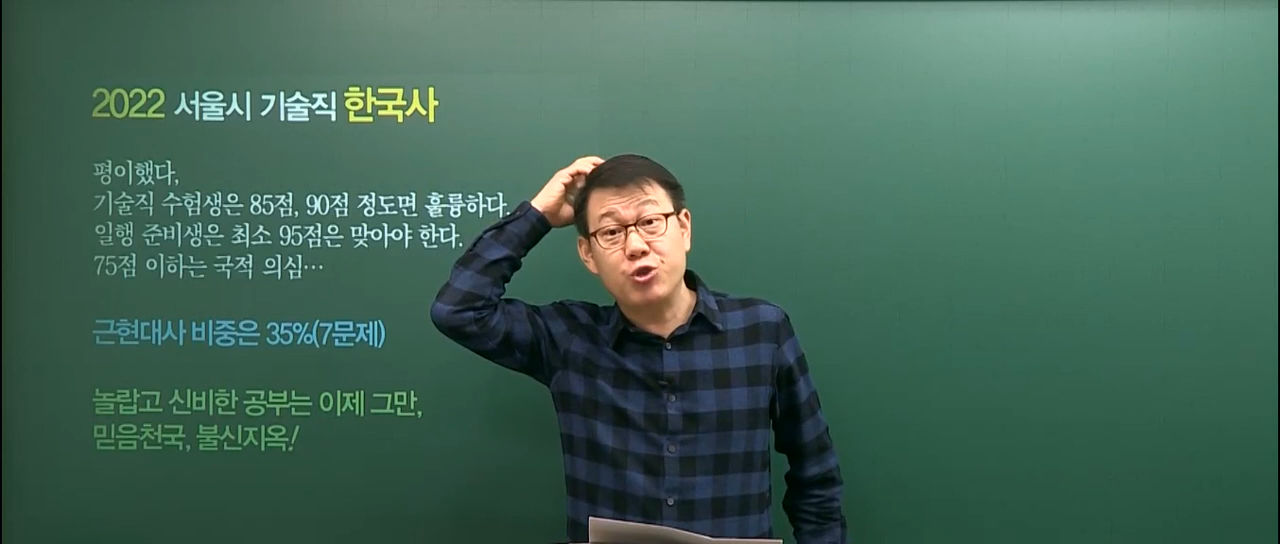 2022 서울시 기술직 한국사
평이했다,
기술직 수험생은 85점, 90점 정도면 훌륭하다.
일행 준비생은 최소 95점은 맞아야 한다.
75점 이하는 국적 의심…
근현대사 비중은 35%(7문제)
놀랍고 신비한 공부는 이제 그만,
믿음천국, 불신지옥!